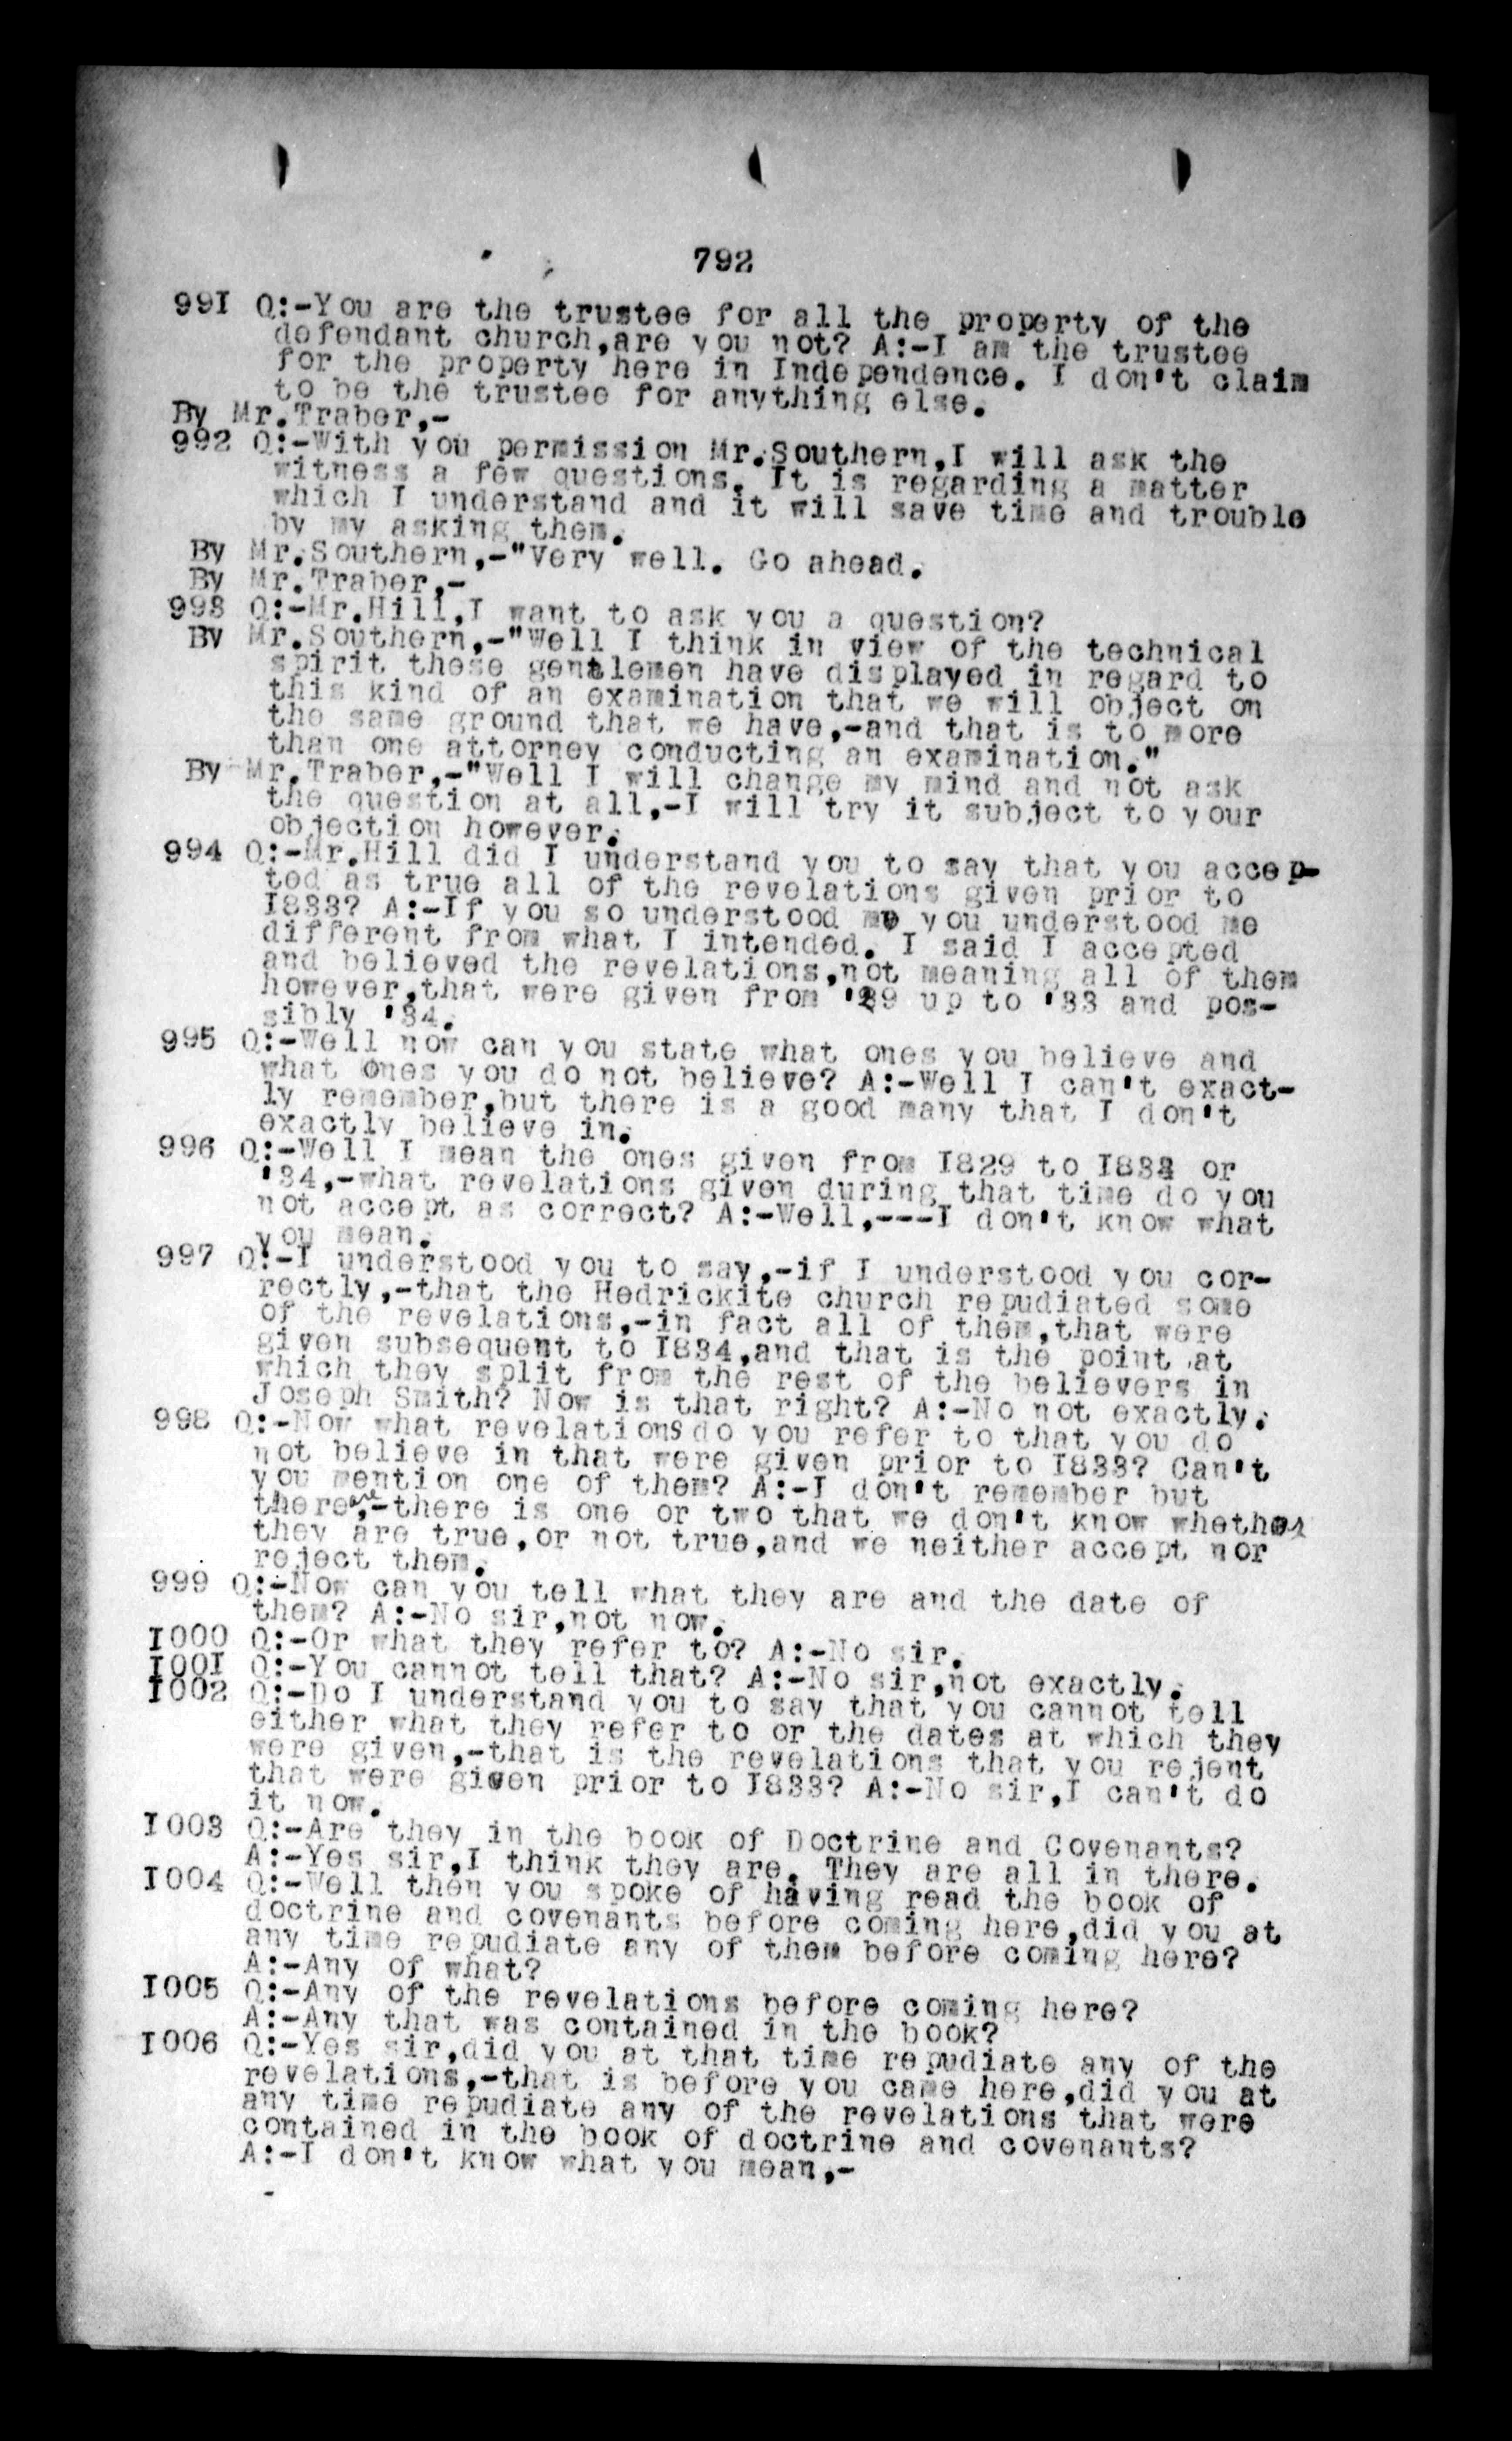 792
991 Q:-You are the trustee for all the property of the
defendant church,are you not? A:-I am the trustee
for the property here in Independence. I don't claim
to be the trustee for anything else.
By Mr.Traber,-
992 Q:-With you permission Mr.Southern,I will ask the
witness a few questions. It is regarding a matter
which I understand and it will save time and trouble
by my asking them.
By Mr.Southern,-"Very well. Go ahead.
By Mr.Traber,-
993 Q:-Mr.Hill,I want to ask you a question?
By Mr.Southern,-"Well I think in view of the technical
spirit these gentlemen have displayed in regard to
this kind of an examination that we will object on
the same ground that we have,-and that is to more
than one attorney conducting an examination."
By Mr.Traber,-"Well I will change my mind and not ask
the question at all,-I will try it subject to your
objection however.
994 Q:-Mr.Hill did I understand you to say that you accep-
ted as true all of the revelations given prior to
I833? A:-If you so understood me you understood me
different from what I intended. I said I accepted
and believed the revelations,not meaning all of them
however,that were given from '29 up to '33 and pos-
sibly '34.
995 Q:-Well now can you state what ones you believe and
what ones you do not believe? A:-Well I can't exact-
ly remember,but there is a good many that I don't
exactly believe in.
996 Q:-Well I mean the ones given from I829 to I833 or
'34,-what revelations given during that time do you
not accept as correct? A:-Well,---I don't know what
you mean.
997 Q:-I understood you to say,-if I understood you cor-
rectly,-that the Hedrickite church repudiated some
of the revelations,-in fact all of them,that were
given subsequent to I834,and that is the point at
which they split from the rest of the believers in
Joseph Smith? Now is that right? A:-No not exactly.
998 Q:-Now what revelations do you refer to that you do
not believe in that were given prior to I833? Can't
you mention one of them? A:-I don't remember but
there are,-there is one or two that we don't know whether
they are true,or not true,and we neither accept nor
reject them.
999 Q:-Now can you tell what they are and the date of
them? A:-No sir,not now.
I000 Q:-Or what they refer to? A:-No sir.
I00I Q:-You cannot tell that? A:-No sir,not exactly.
I002 Q:-Do I understand you to say that you cannot tell
either what they refer to or the dates at which they
were given,-that is the revelations that you rejent
that were given prior to I833? A:-No sir,I can't do
it now.
I003 Q:-Are they in the book of Doctrine and Covenants?
A:-Yes sir,I think they are. They are all in there.
I004 Q:-Well then you spoke of having read the book of
doctrine and covenants before coming here,did you at
any time repudiate any of them before coming here?
A:-Any of what?
I005 Q:-Any of the revelations before coming here?
A:-Any that was contained in the book?
I006 Q:-Yes sir,did you at that time repudiate any of the
revelations,-that is before you came here,did you at
any time repudiate any of the revelations that were
contained in the book of doctrine and covenants?
A:-I don't know what you mean,-
-